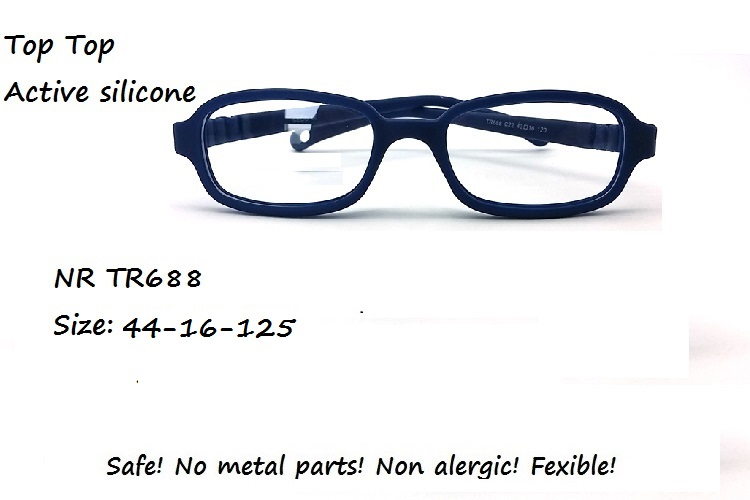 Top Top
Active silicone
NR TR688
Size: 44-16-125
Safe! No metal parts! Non alergic! Fexible!